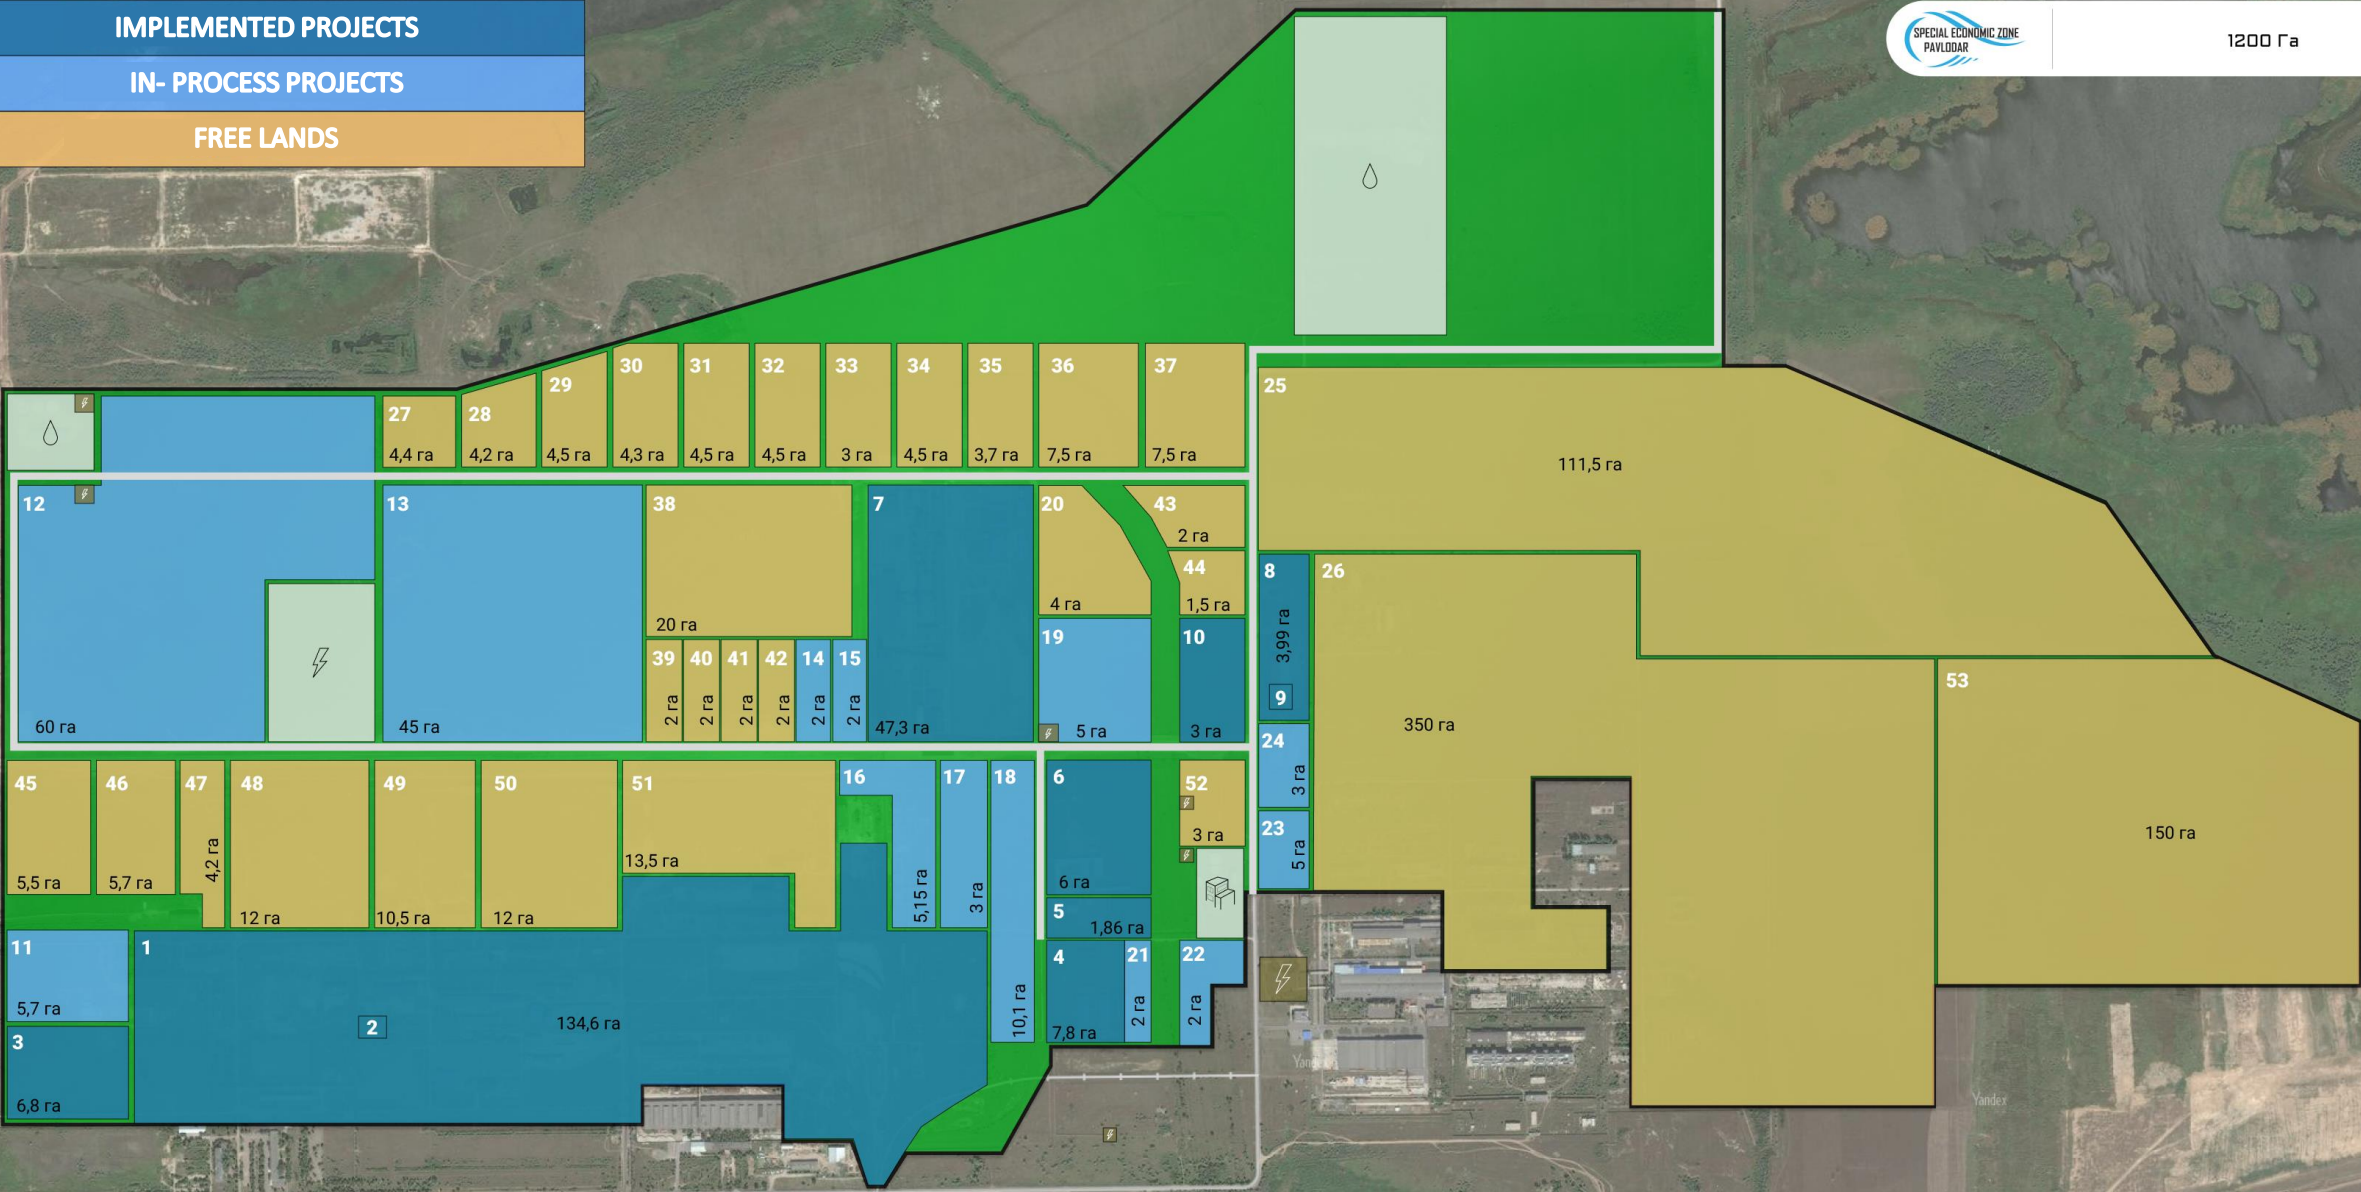 IMPLEMENTED PROJECTS
IN- PROCESS PROJECTS
FREE LANDS
SPECIAL ECONOMIC ZONE
PAVLODAR
1200 Га
30
31
32
33
34
35
36
37
29
27
28
4,4 га
4,2 га
4,5 га
4,3 га
4,5 га
4,5 га
3 га
4,5 га
3,7 га
7,5 га
7,5 га
25
111,5 га
12
60 га
13
45 га
38
20 га
39
2 га
40
2 га
41
2 га
42
2 га
14
2 га
15
2 га
7
47,3 га
20
4 га
43
2 га
44
1,5 га
19
5 га
10
3 га
8
3,99 га
9
26
350 га
24
3 га
23
5 га
53
150 га
45
5,5 га
46
5,7 га
47
4,2 га
48
12 га
49
10,5 га
50
12 га
51
13,5 га
16
5,15 га
17
3 га
18
10,1 га
6
6 га
5
1,86 га
4
7,8 га
21
2 га
52
3 га
22
2 га
11
5,7 га
3
6,8 га
1
2
134,6 га
Yandex